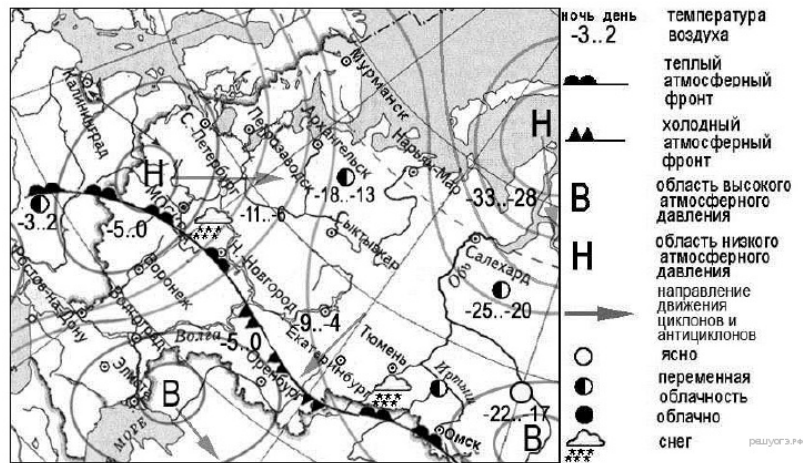 Мурманск
Калининград
С.-Петербург
Петрозаводск
Архангельск
Нарьян-Мар
Н
Н
МОСКВА
-33..-28
-18..-13
-11..-6
-3..2
-5..0
Сыктывкар
Обь
Салехард
-25..-20
Н. Новгород
Воронеж
Ростов-на-Дону
Волгоград
Волга
-5..0
-9..-4
Екатеринбург
Тюмень
Оренбург
Элиста
Иртыш
В
МОРЕ
-22..-17
Омск
В
ночь день
-3..2
температура
воздуха
теплый
атмосферный
фронт
холодный
атмосферный
фронт
В
область высокого
атмосферного
давления
Н
область низкого
атмосферного
давления
направление
движения
циклонов и
антициклонов
ясно
переменная
облачность
облачно
снег
решуогэ.рф